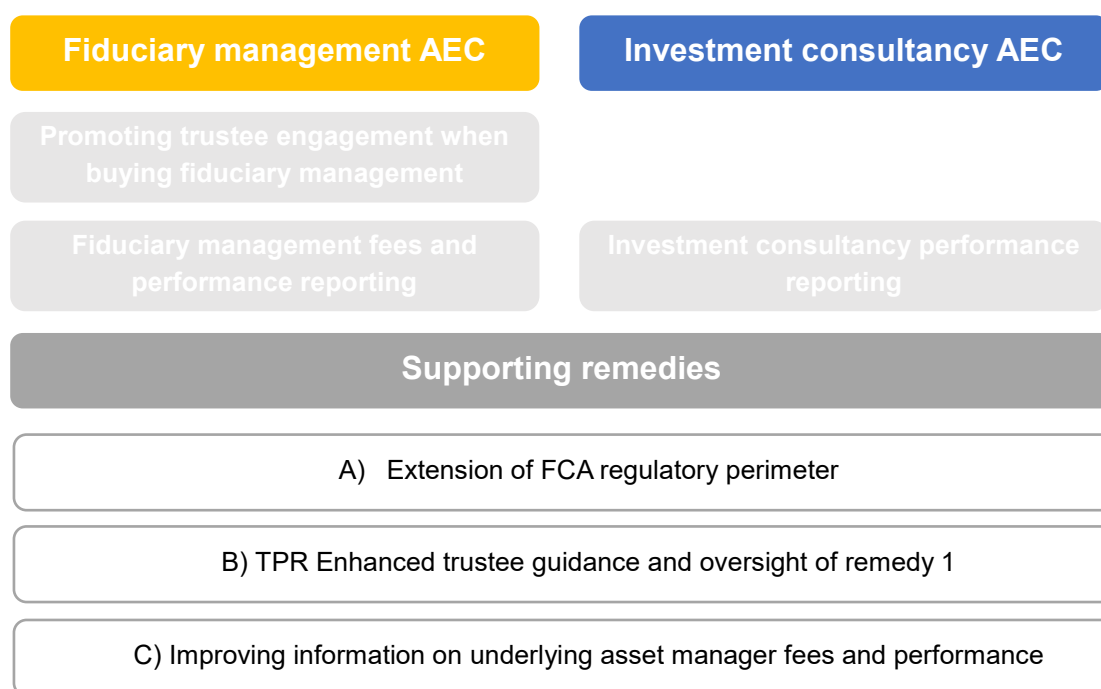 Fiduciary management AEC
Investment consultancy AEC
Promoting trustee engagement when
buying fiduciary management
Fiduciary management fees and
performance reporting
Investment consultancy performance
reporting
Supporting remedies
A) Extension of FCA regulatory perimeter
B) TPR Enhanced trustee guidance and oversight of remedy 1
C) Improving information on underlying asset manager fees and performance